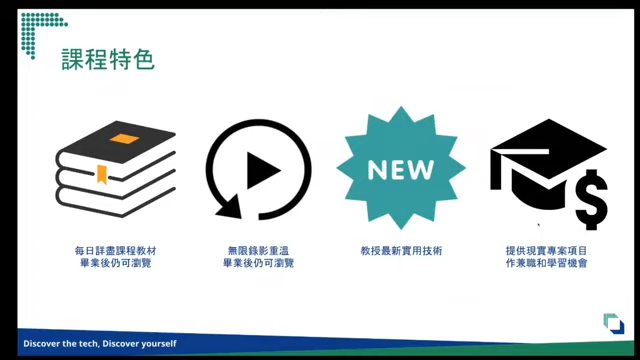 課程特色
NEW
每日詳盡課程教材
畢業後仍可瀏覽
無限錄影重溫
畢業後仍可瀏覽
教授最新實用技術
提供現實專案項目
作兼職和學習機會
Discover the tech, Discover yourself